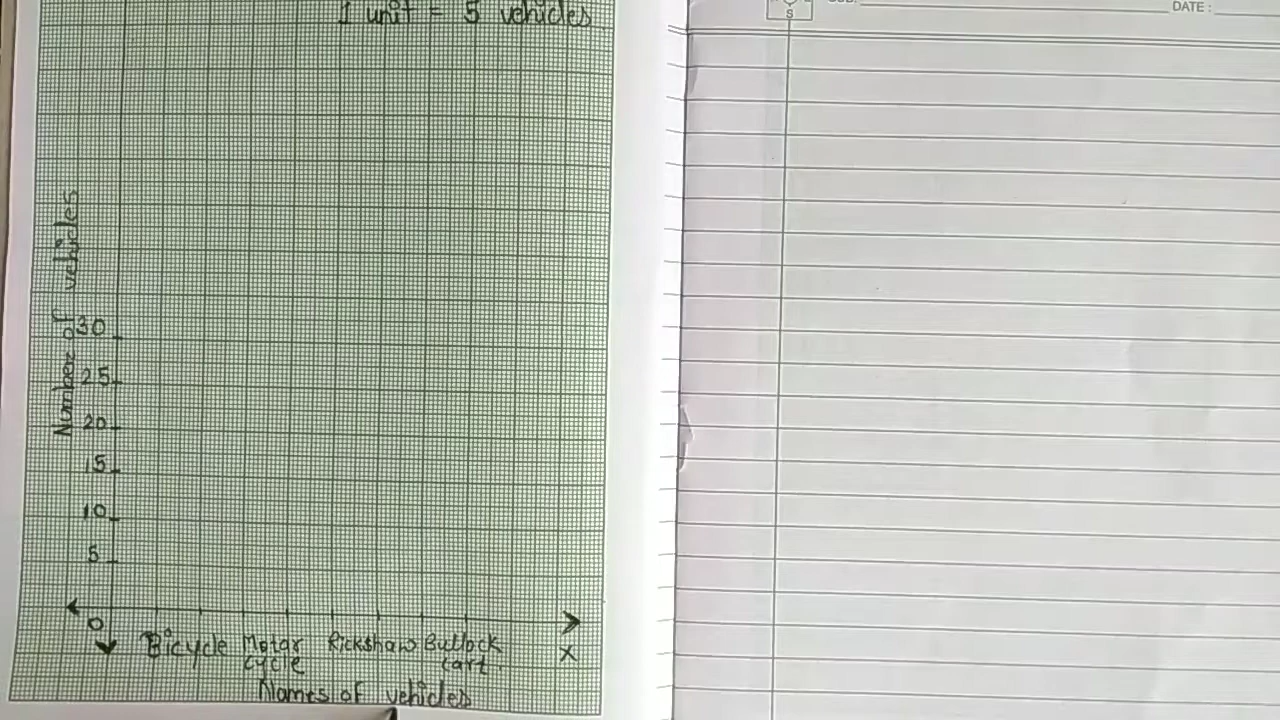 1 unit = 5 vehicles
DATE :
S
Number of vehicles
30
25
20
15
10
5
0
Bicycle Motor Rickshaw Bullock X
cycle cart
Names of vehicles